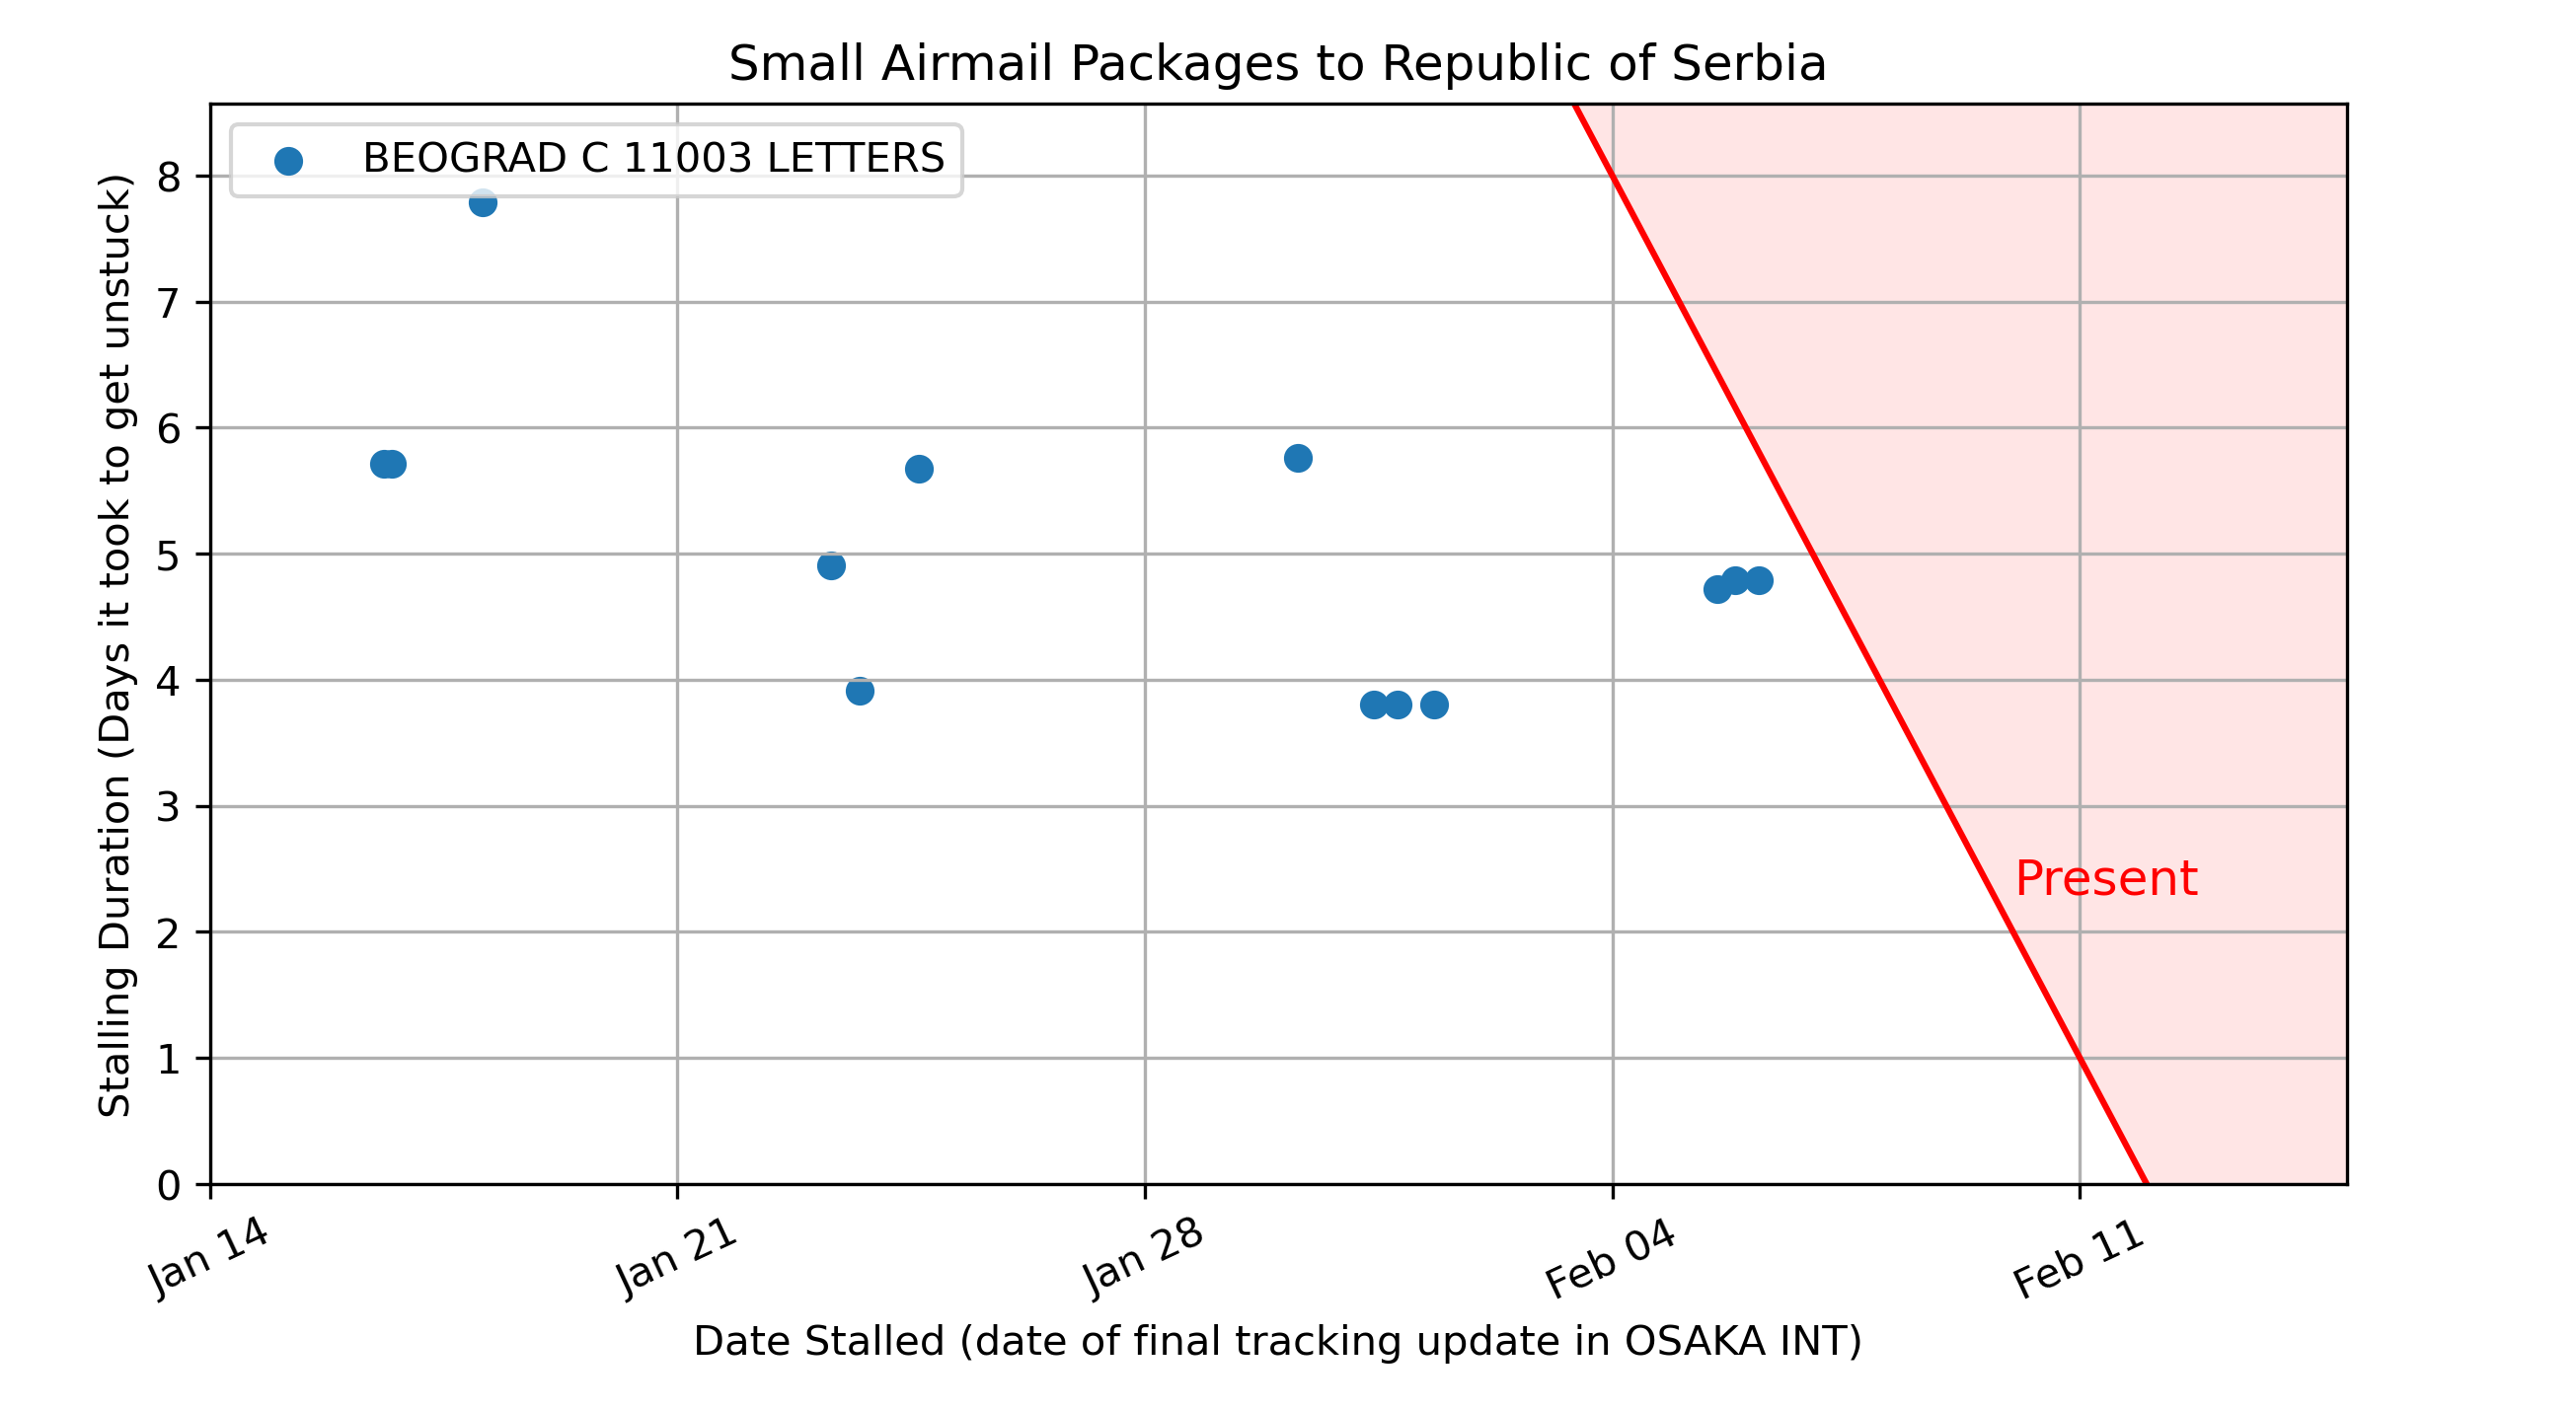 Small Airmail Packages to Republic of Serbia
BEOGRAD C 11003 LETTERS
Stalling Duration (Days it took to get unstuck)
8
7
6
5
4
3
2
1
0
Present
Jan 14
Jan 21
Jan 28
Feb 04
Feb 11
Date Stalled (date of final tracking update in OSAKA INT)